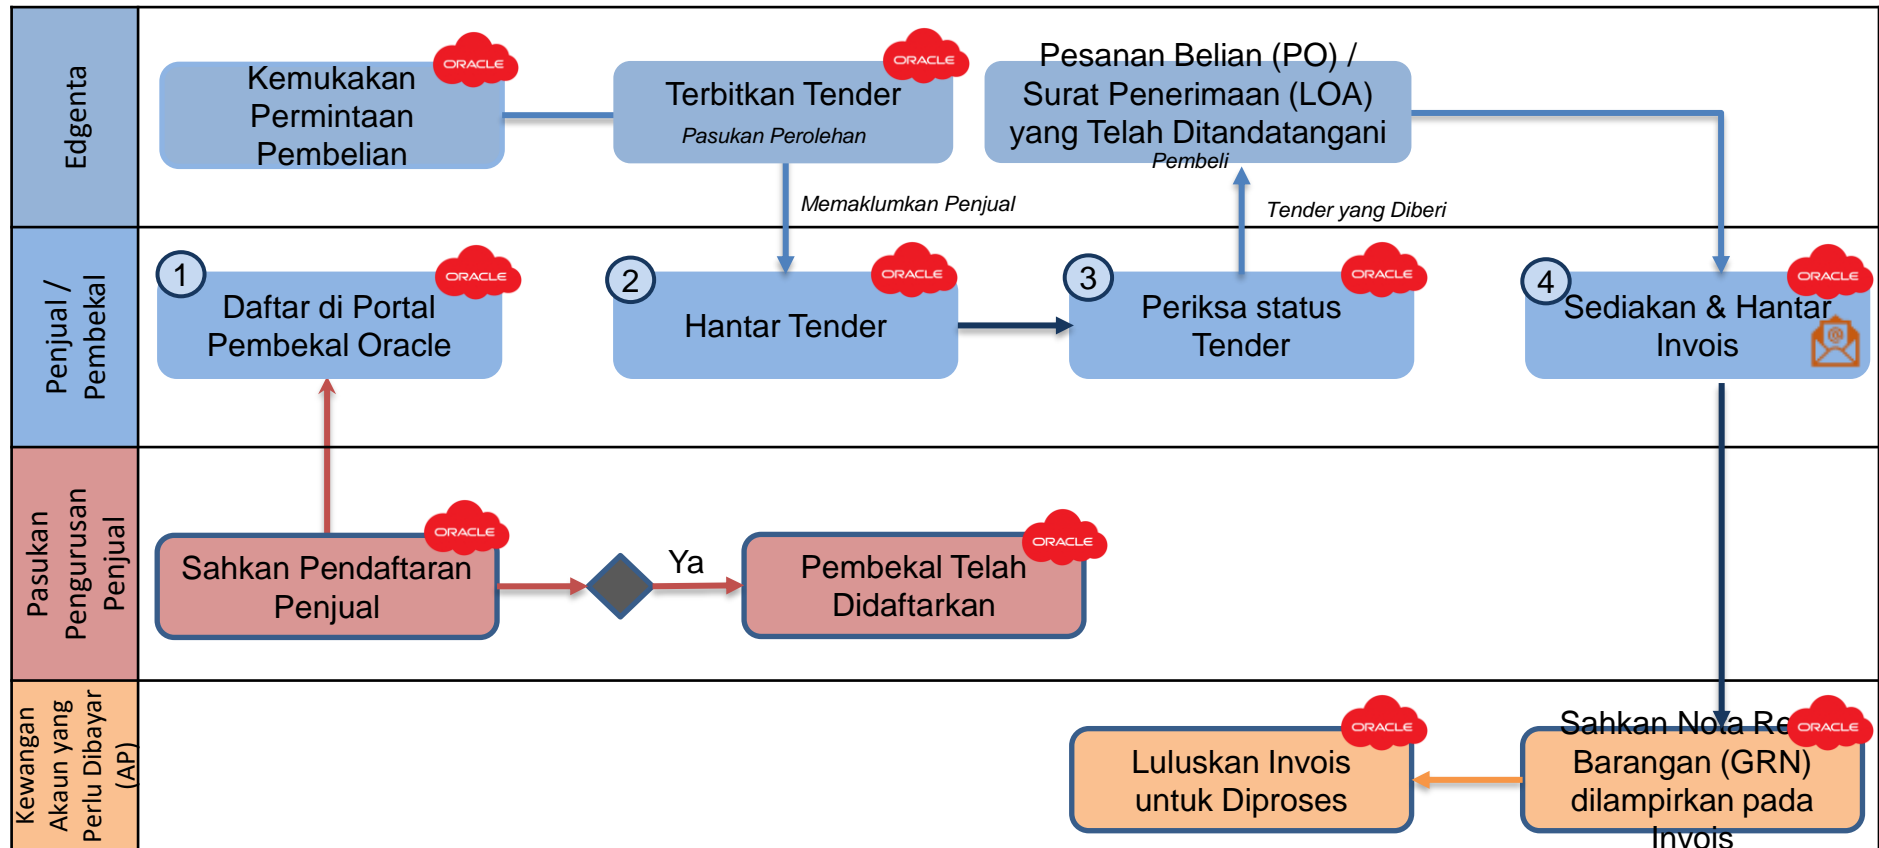 Edgenta
Kemukakan
Permintaan
Pembelian
ORACLE
Terbitkan Tender
Pasukan Perolehan
ORACLE
Pesanan Belian (PO) /
Surat Penerimaan (LOA)
yang Telah Ditandatangani
Pembeli
Memaklumkan Penjual
Tender yang Diberi
Penjual /
Pembekal
1
ORACLE
Daftar di Portal
Pembekal Oracle
2
ORACLE
Hantar Tender
3
ORACLE
Periksa status
Tender
4
ORACLE
Sediakan & Hantar
Invois
@
Pasukan
Pengurusan
Penjual
ORACLE
Sahkan Pendaftaran
Penjual
Ya
ORACLE
Pembekal Telah
Didaftarkan
Kewangan
Akaun yang
Perlu Dibayar
(AP)
ORACLE
Luluskan Invois
untuk Diproses
ORACLE
Sahkan Nota
Barangan (GRN)
dilampirkan pada
Invois